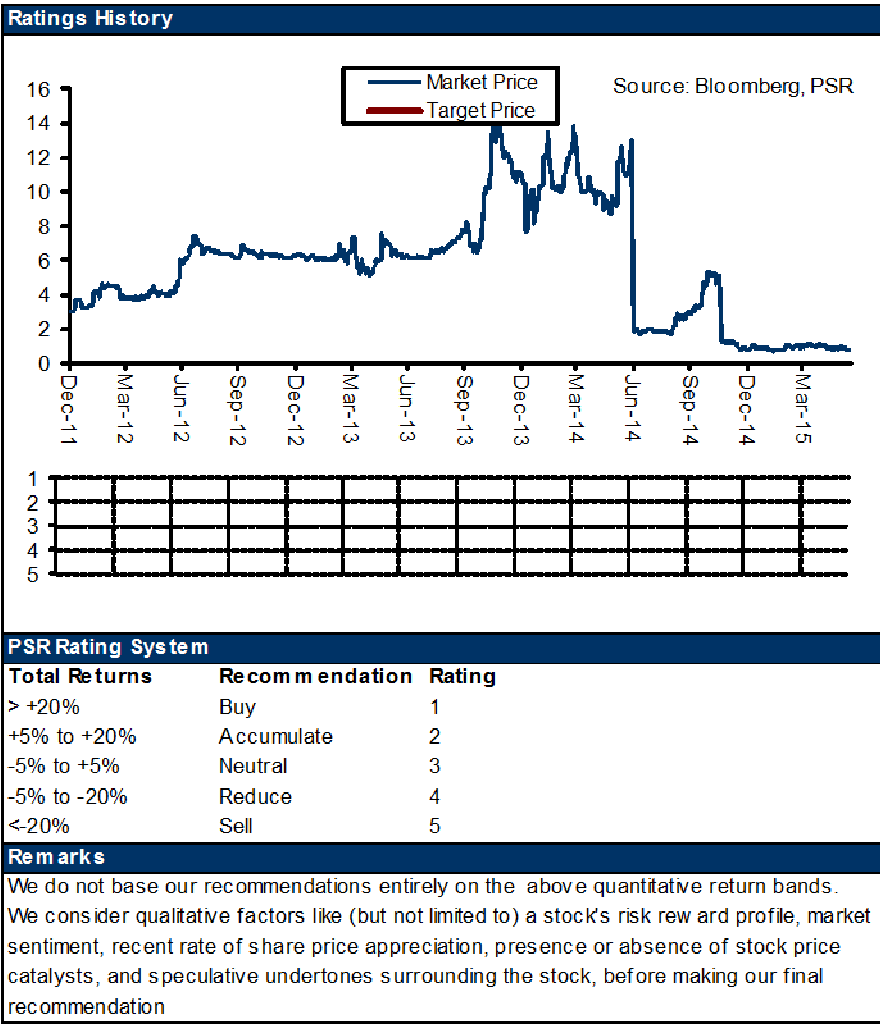 Ratings History
Market Price
Target Price
Source: Bloomberg, PSR
16
14
12
10
8
6
4
2
0
Dec-11
Mar-12
Jun-12
Sep-12
Dec-12
Mar-13
Jun-13
Sep-13
Dec-13
Mar-14
Jun-14
Sep-14
Dec-14
Mar-15
1
2
3
4
5
PSR Rating System
Total Returns Recommendation Rating
> +20% Buy 1
+5% to +20% Accumulate 2
-5% to +5% Neutral 3
-5% to -20% Reduce 4
<-20% Sell 5
Remarks
We do not base our recommendations entirely on the above quantitative return bands.
We consider qualitative factors like (but not limited to) a stock's risk reward profile, market
sentiment, recent rate of share price appreciation, presence or absence of stock price
catalysts, and speculative undertones surrounding the stock, before making our final
recommendation